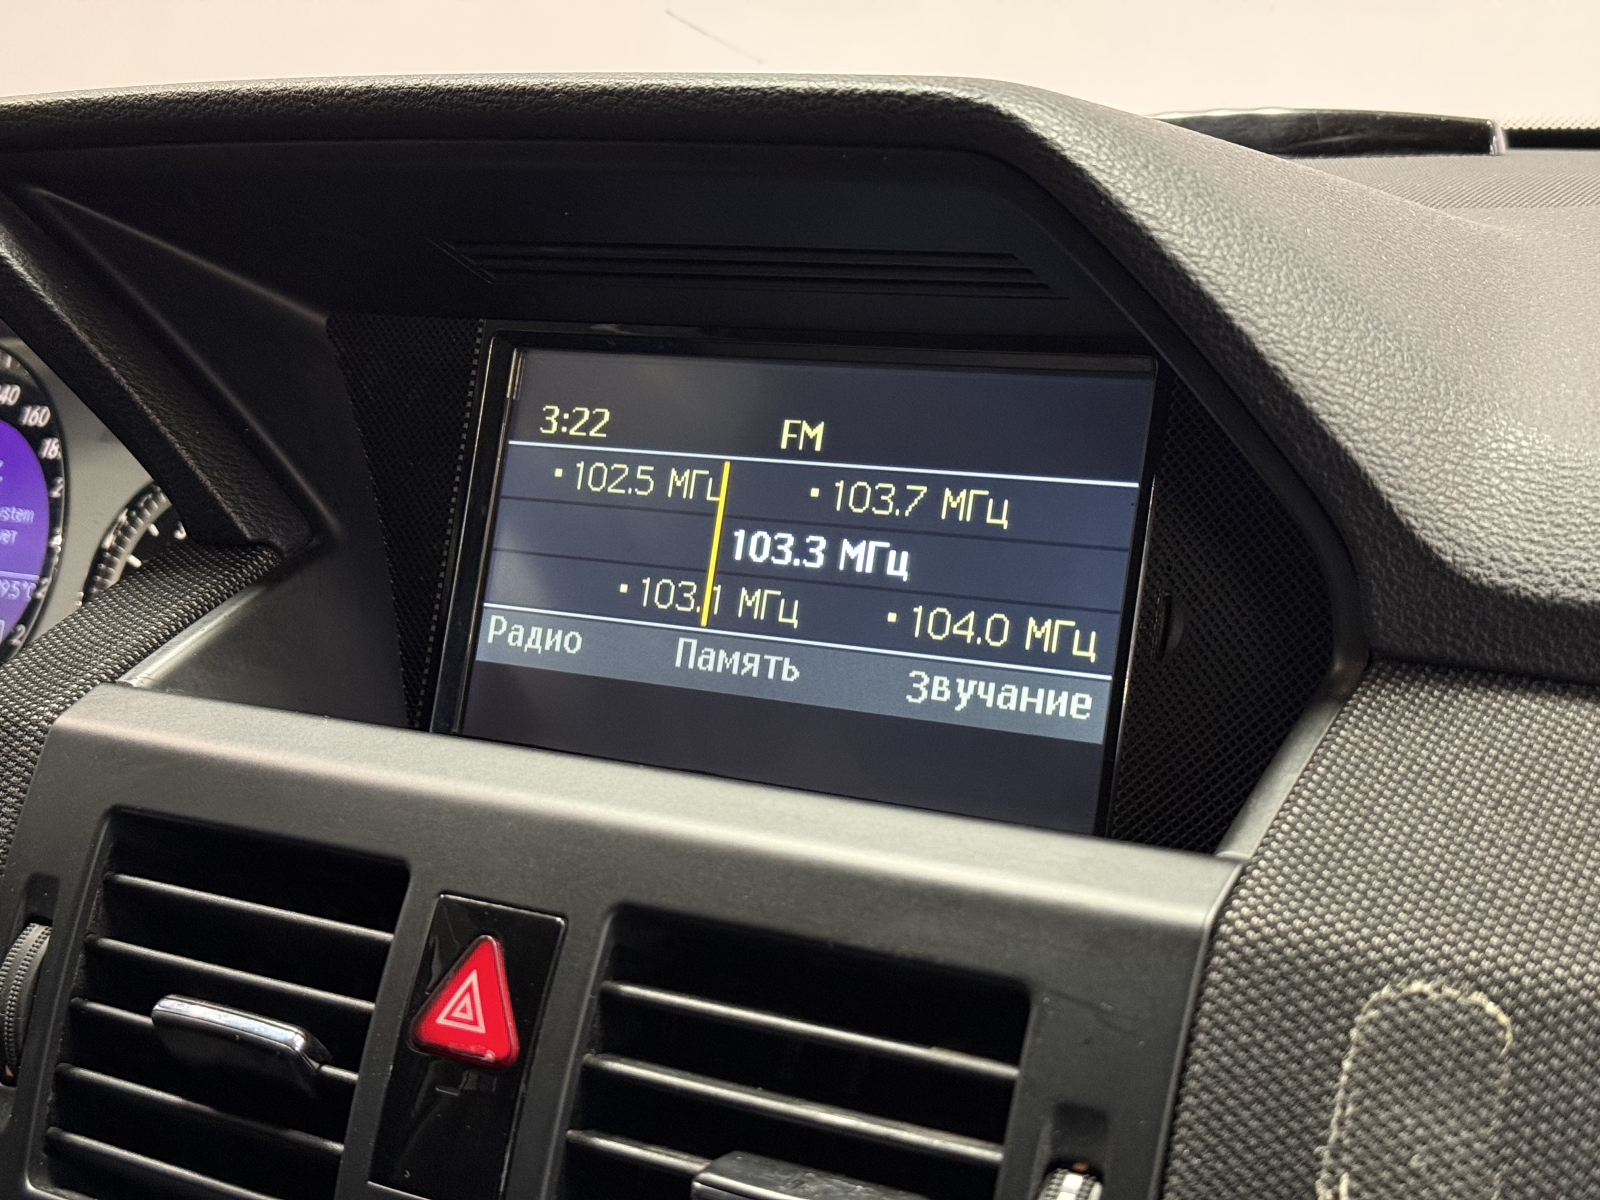 3:22 FM
·102.5 МГц ·103.7 МГц
103.3 МГц
·103.1 МГц ·104.0 МГц
Радио Память Звучание
160